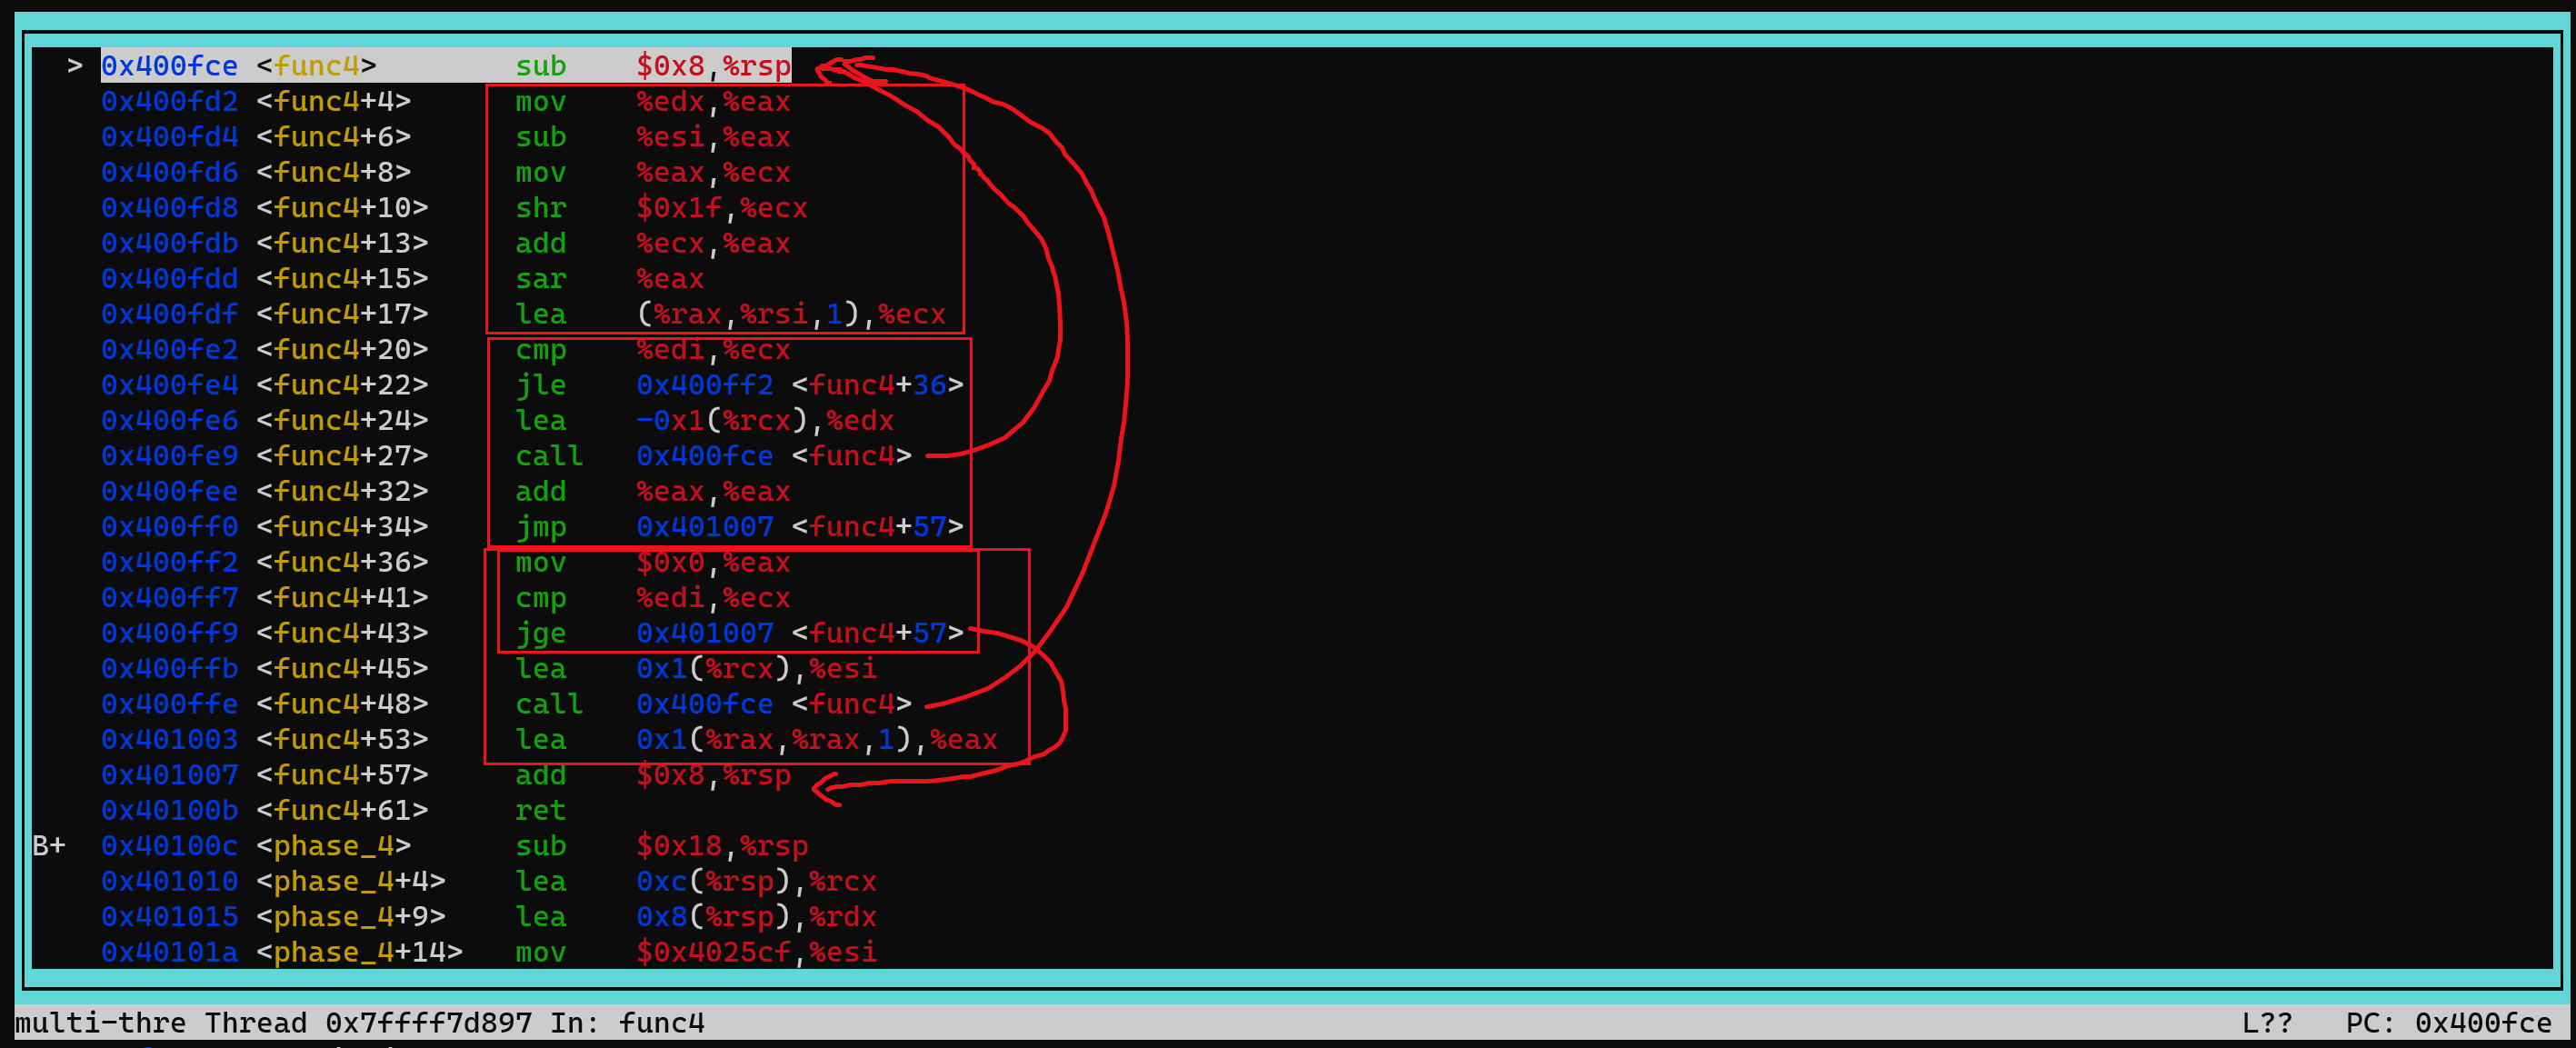 > 0x400fce <func4> sub $0x8,%rsp
0x400fd2 <func4+4> mov %edx,%eax
0x400fd4 <func4+6> sub %esi,%eax
0x400fd6 <func4+8> mov %eax,%ecx
0x400fd8 <func4+10> shr $0x1f,%ecx
0x400fdb <func4+13> add %ecx,%eax
0x400fdd <func4+15> sar %eax
0x400fdf <func4+17> lea (%rax,%rsi,1),%ecx
0x400fe2 <func4+20> cmp %edi,%ecx
0x400fe4 <func4+22> jle 0x400ff2 <func4+36>
0x400fe6 <func4+24> lea -0x1(%rcx),%edx
0x400fe9 <func4+27> call 0x400fce <func4>
0x400fee <func4+32> add %eax,%eax
0x400ff0 <func4+34> jmp 0x401007 <func4+57>
0x400ff2 <func4+36> mov $0x0,%eax
0x400ff7 <func4+41> cmp %edi,%ecx
0x400ff9 <func4+43> jge 0x401007 <func4+57>
0x400ffb <func4+45> lea 0x1(%rcx),%esi
0x400ffe <func4+48> call 0x400fce <func4>
0x401003 <func4+53> lea 0x1(%rax,%rax,1),%eax
0x401007 <func4+57> add $0x8,%rsp
0x40100b <func4+61> ret
B+ 0x40100c <phase_4> sub $0x18,%rsp
0x401010 <phase_4+4> lea 0xc(%rsp),%rcx
0x401015 <phase_4+9> lea 0x8(%rsp),%rdx
0x40101a <phase_4+14> mov $0x4025cf,%esi
multi-thre Thread 0x7ffff7d897 In: func4 L?? PC: 0x400fce